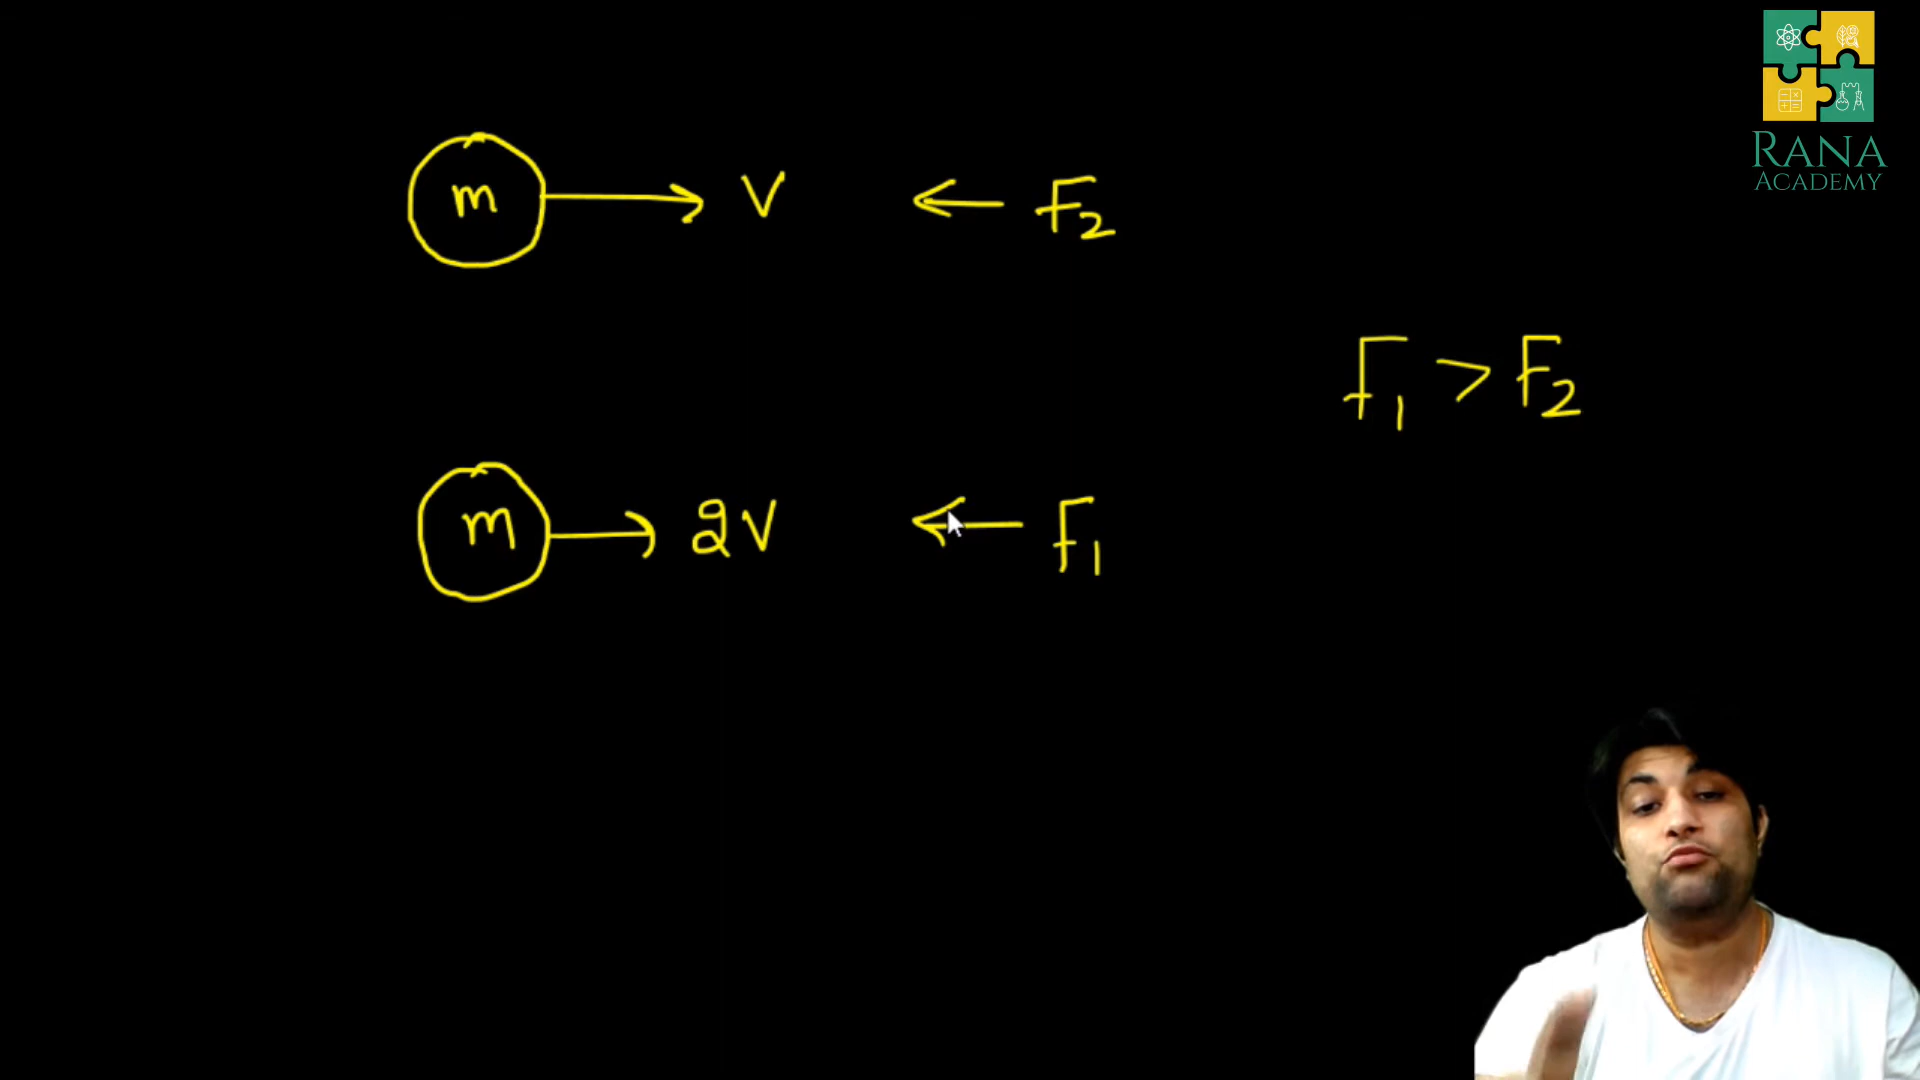 RANA
ACADEMY
m → V ← F₂
F₁ > F₂
m → 2V ← F₁